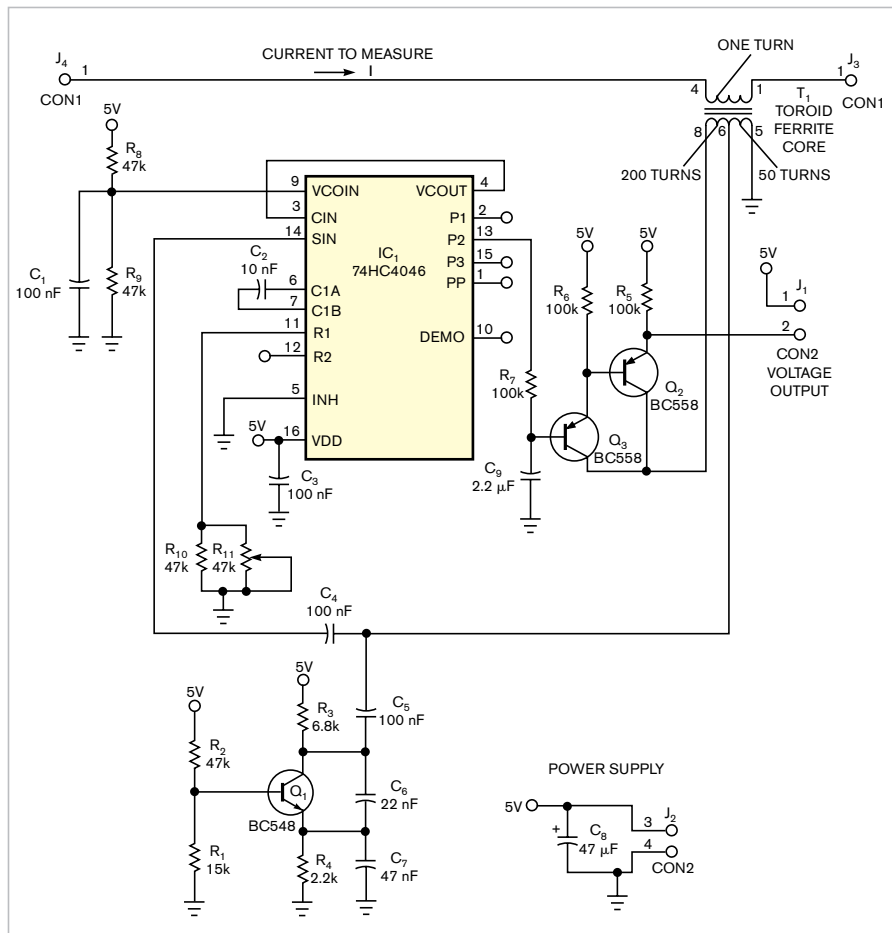 J4
1
CON1
CURRENT TO MEASURE
I
ONE TURN
4
1
J3
1
CON1
T1
TOROID
FERRITE
CORE
8
6
5
200 TURNS
50 TURNS
5V
R8
47k
C1
100 nF
R9
47k
9
VCOIN
3
CIN
14
SIN
C2
10 nF
6
C1A
7
C1B
11
R1
12
R2
5
INH
5V
16
VDD
C3
100 nF
IC1
74HC4046
VCOUT
4
P1
2
P2
13
P3
15
PP
1
DEMO
10
5V
R6
100k
5V
R5
100k
5V
J1
1
2
CON2
VOLTAGE
OUTPUT
Q2
BC558
R7
100k
Q3
BC558
C9
2.2 µF
R10
47k
R11
47k
C4
100 nF
5V
R2
47k
R1
15k
5V
R3
6.8k
Q1
BC548
R4
2.2k
C5
100 nF
C6
22 nF
C7
47 nF
POWER SUPPLY
5V
+
C8
47 µF
3
J2
4
CON2